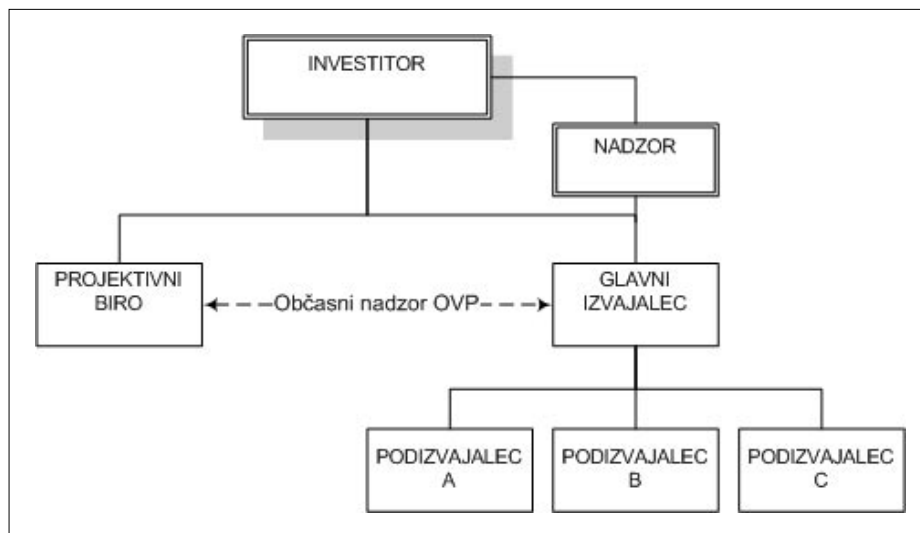 INVESTITOR
NADZOR
PROJEKTIVNI
BIRO
Občasni nadzor OVP
GLAVNI
IZVAJALEC
PODIZVAJALEC
A
PODIZVAJALEC
B
PODIZVAJALEC
C